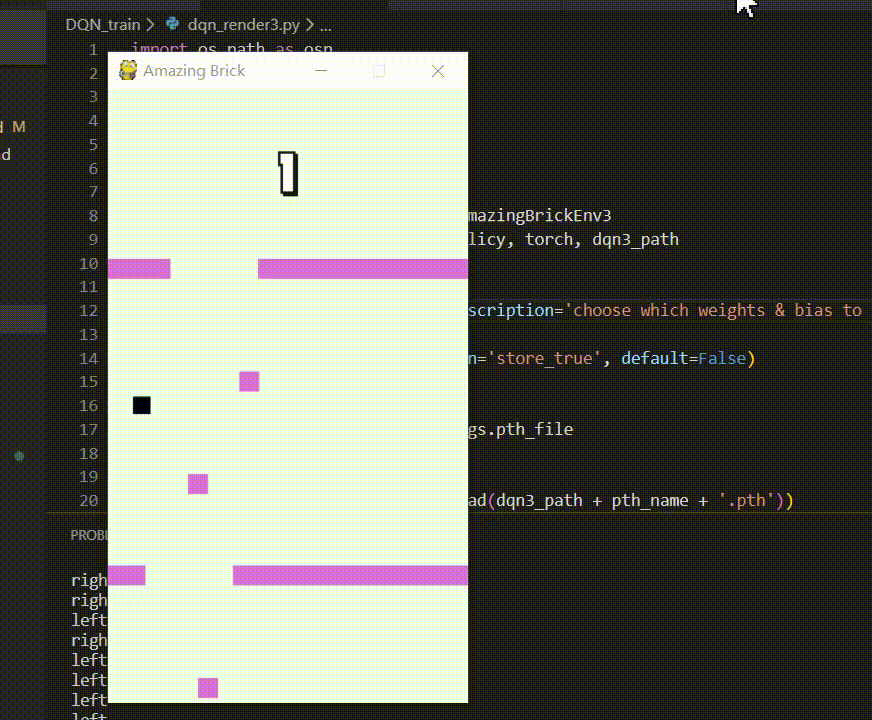 DQN_train > dqn_render3.py > ...
1 import os.path as osp
2
Amazing Brick
3
4
5
6
7
8 mazingBrickEnv3
9 licy, torch, dqn3_path
10
11
12 scription='choose which weights & bias to
13
14 n='store_true', default=False)
15
16
17 gs.pth_file
18
19
20 ad(dqn3_path + pth_name + '.pth'))
1
M
d
PROBL
righ
righ
left
righ
left
left
left
left